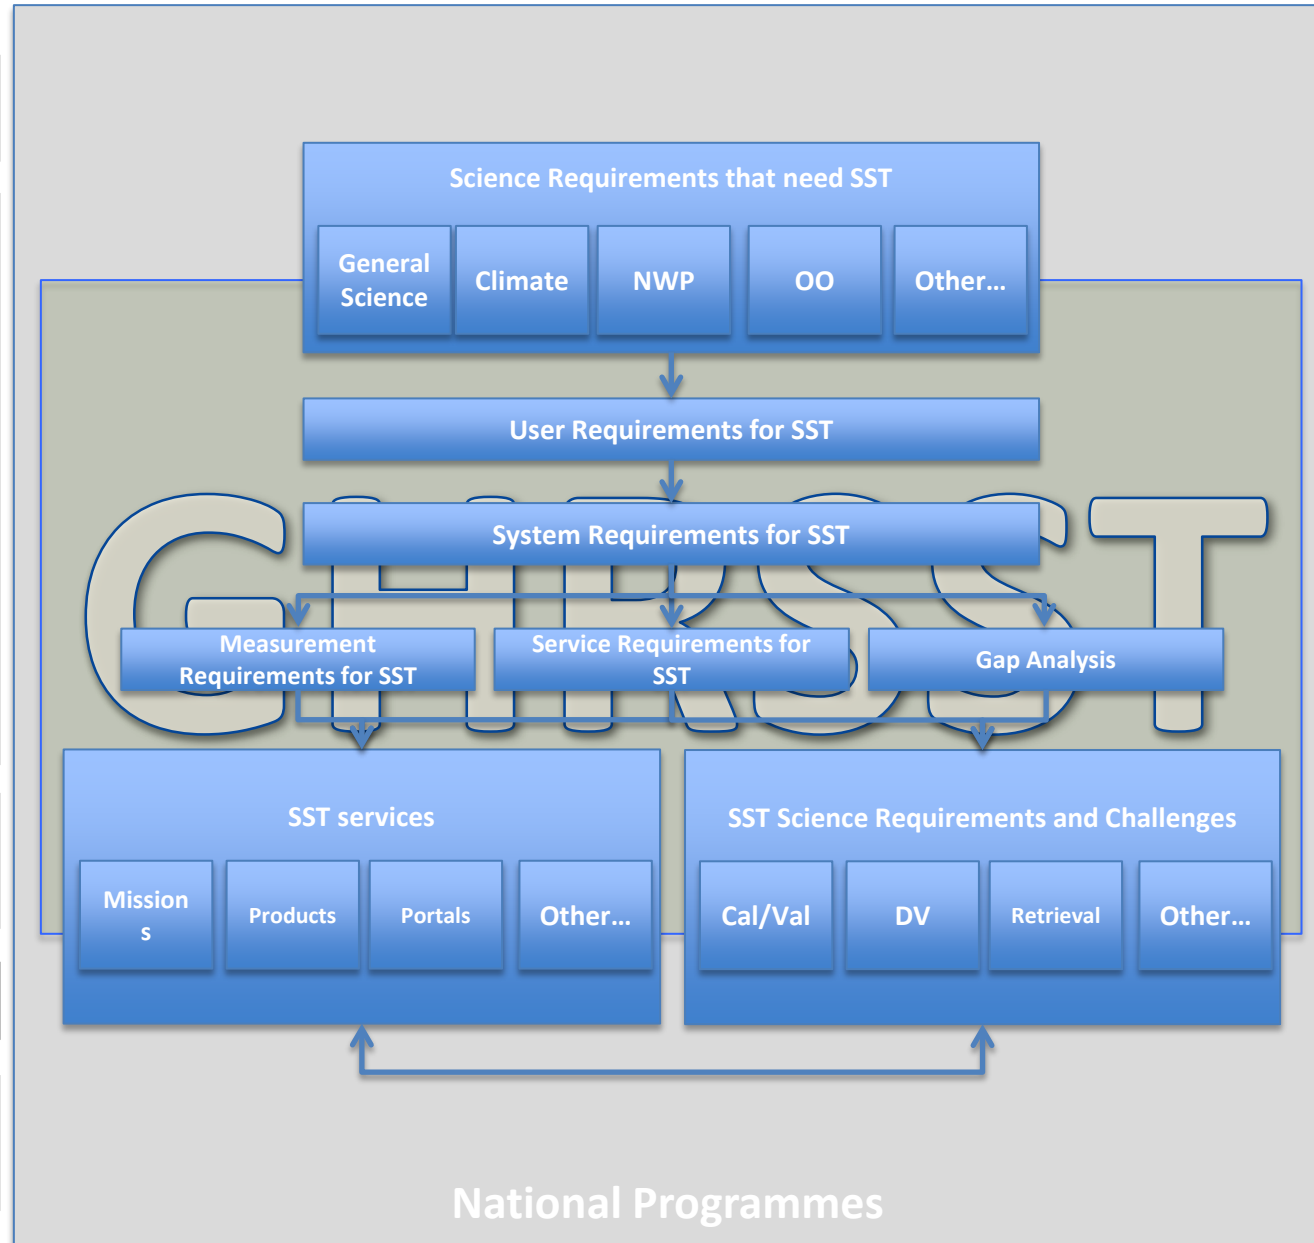 Science Requirements that need SST
General
Science
Climate
NWP
OO
Other...
User Requirements for SST
GHRSST
System Requirements for SST
Measurement
Requirements for SST
Service Requirements for
SST
Gap Analysis
SST services
Mission
s
Products
Portals
Other...
SST Science Requirements and Challenges
Cal/Val
DV
Retrieval
Other...
National Programmes